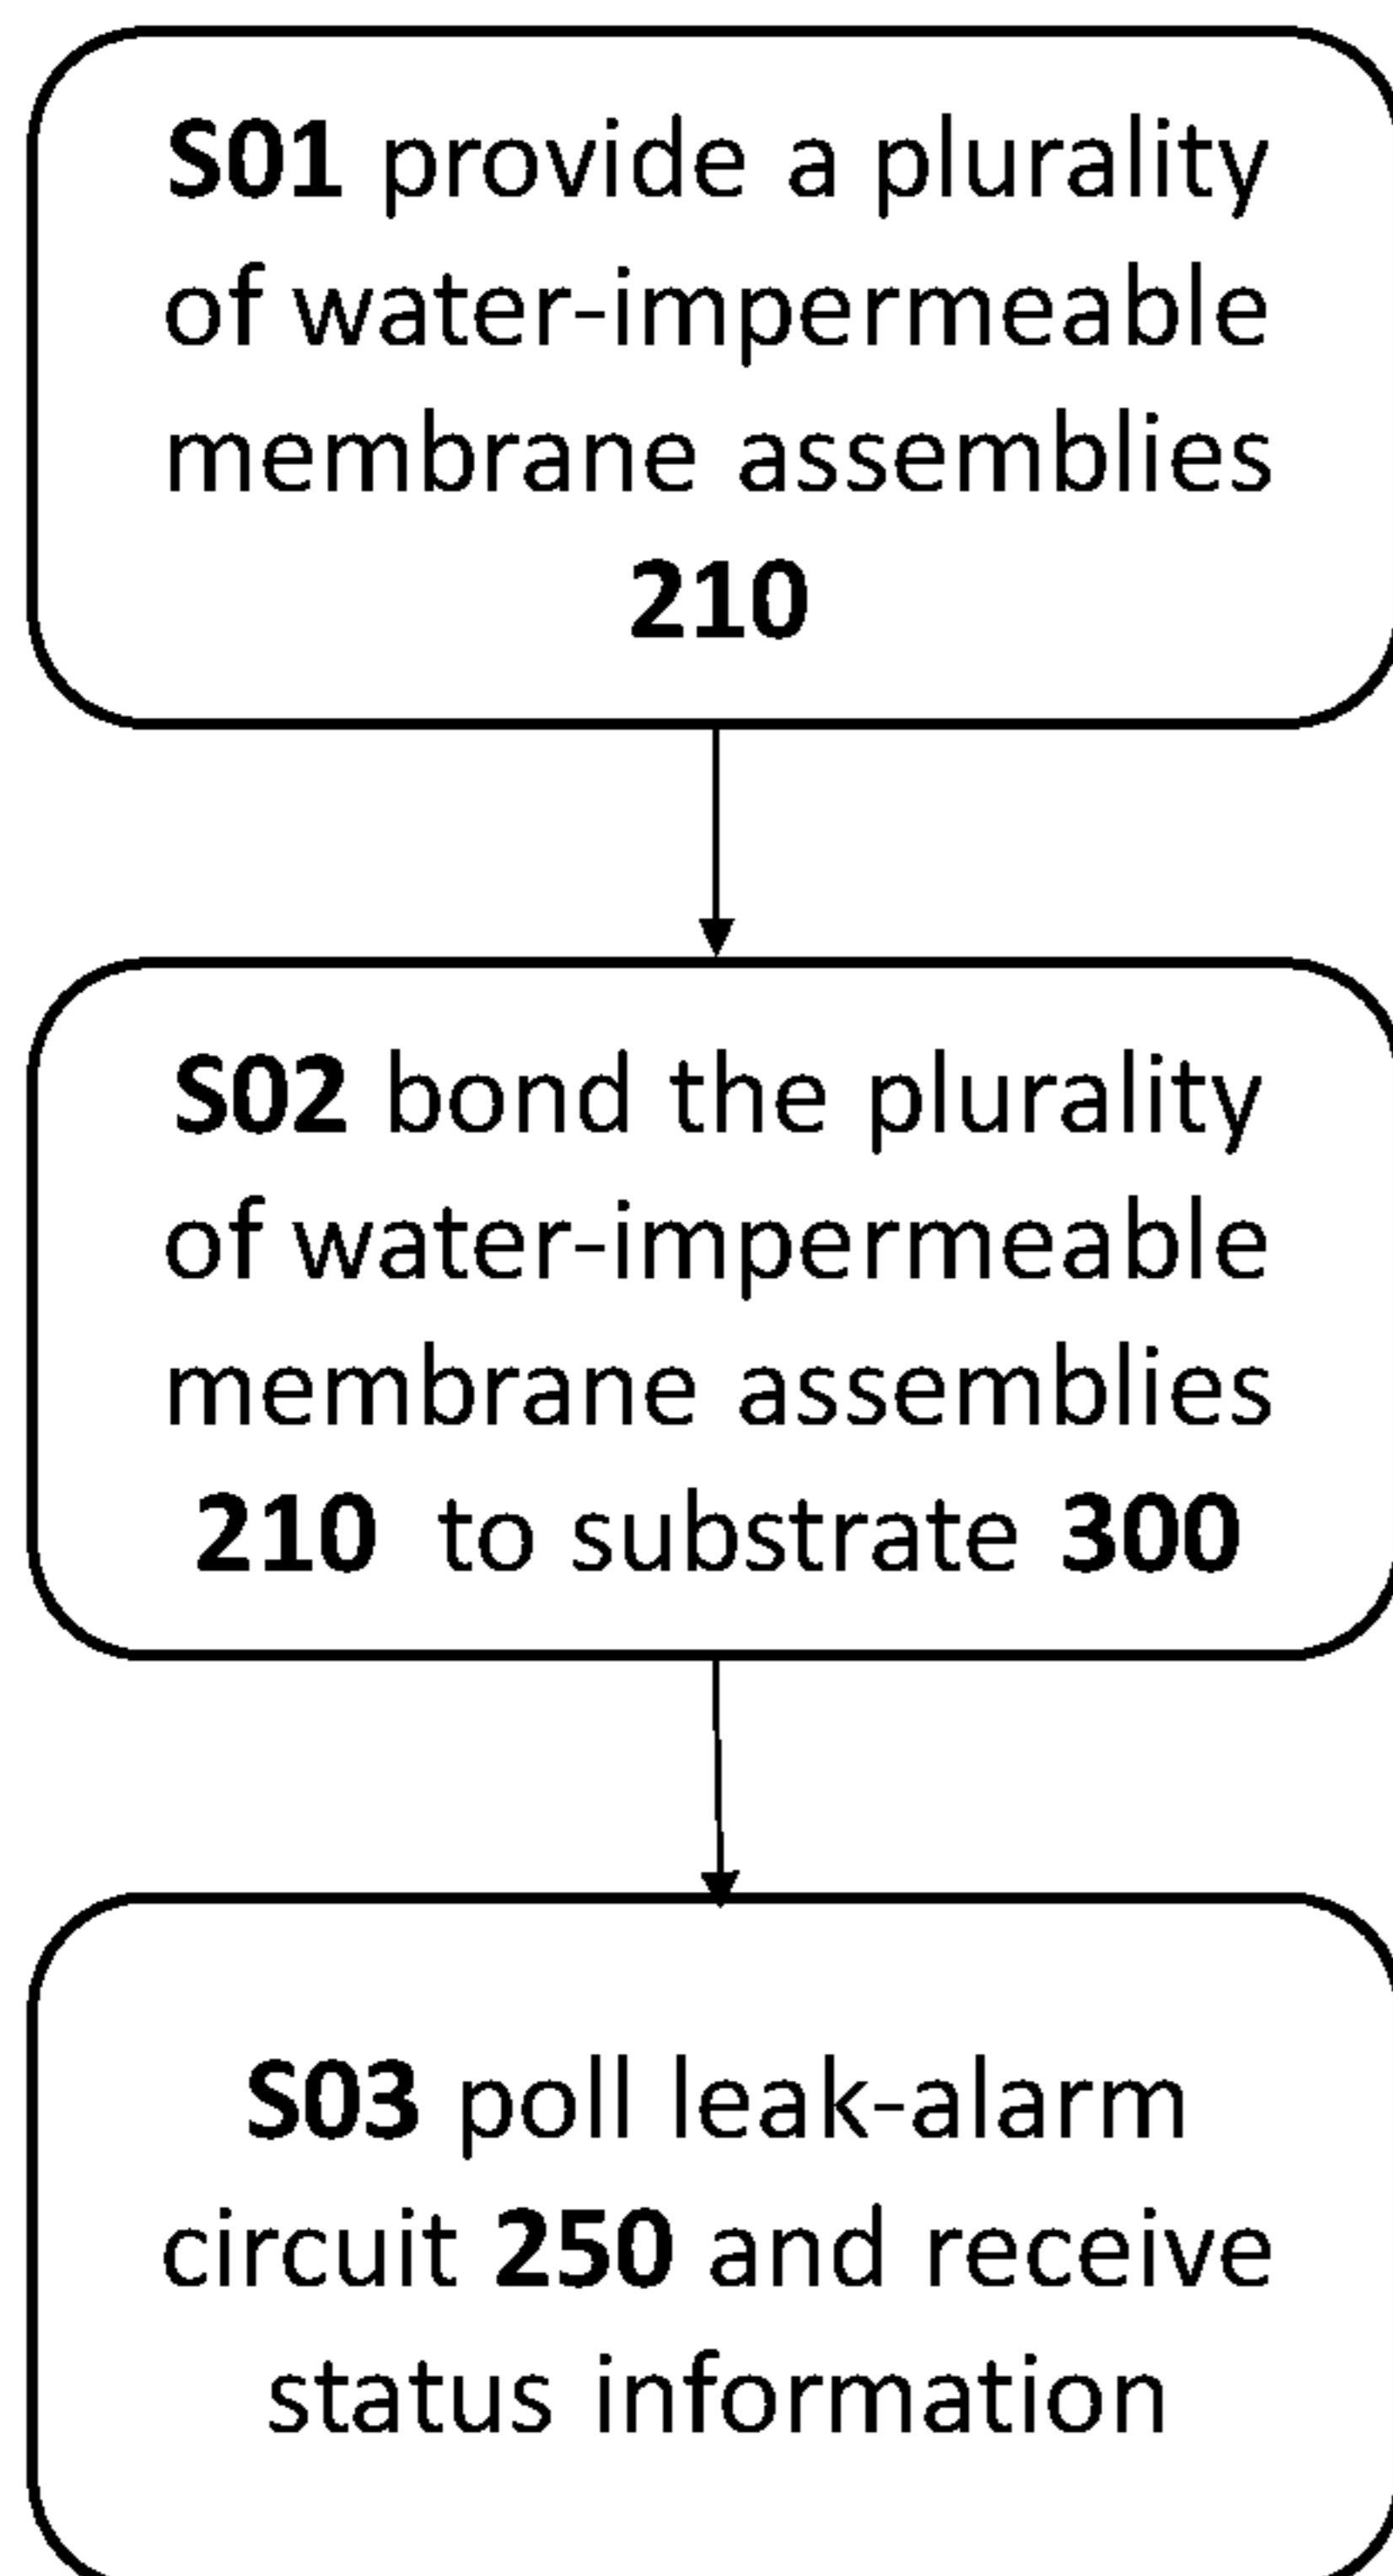 S01 provide a plurality
of water-impermeable
membrane assemblies
210
S02 bond the plurality
of water-impermeable
membrane assemblies
210 to substrate 300
S03 poll leak-alarm
circuit 250 and receive
status information